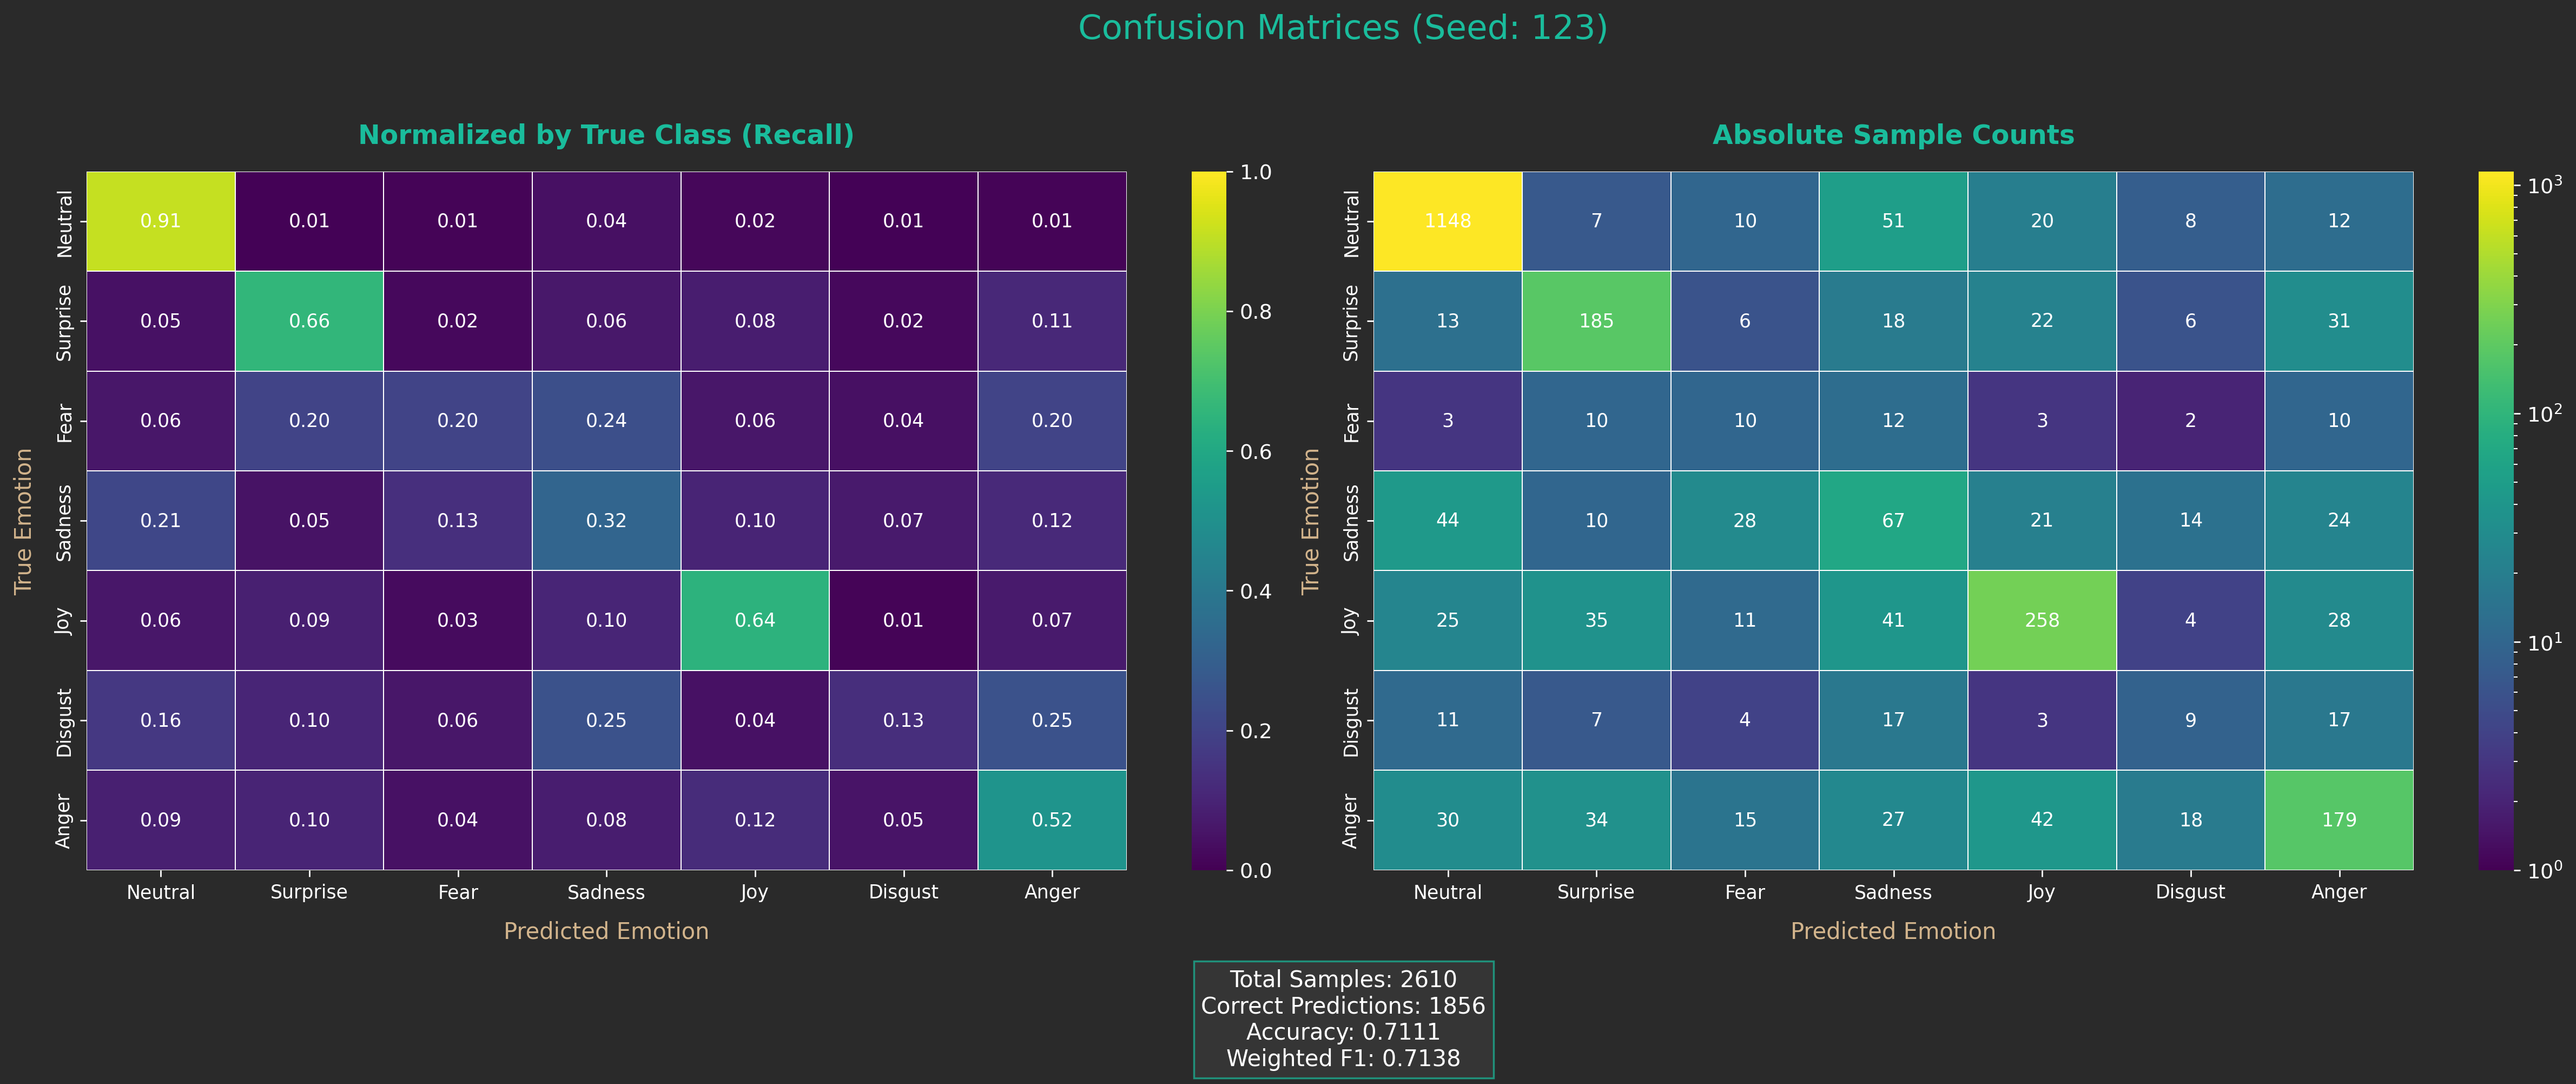 Confusion Matrices (Seed: 123)
Normalized by True Class (Recall)
True Emotion
Neutral 0.91 0.01 0.01 0.04 0.02 0.01 0.01
Surprise 0.05 0.66 0.02 0.06 0.08 0.02 0.11
Fear 0.06 0.20 0.20 0.24 0.06 0.04 0.20
Sadness 0.21 0.05 0.13 0.32 0.10 0.07 0.12
Joy 0.06 0.09 0.03 0.10 0.64 0.01 0.07
Disgust 0.16 0.10 0.06 0.25 0.04 0.13 0.25
Anger 0.09 0.10 0.04 0.08 0.12 0.05 0.52
Neutral Surprise Fear Sadness Joy Disgust Anger
Predicted Emotion
1.0
0.8
0.6
0.4
0.2
0.0
Absolute Sample Counts
True Emotion
Neutral 1148 7 10 51 20 8 12
Surprise 13 185 6 18 22 6 31
Fear 3 10 10 12 3 2 10
Sadness 44 10 28 67 21 14 24
Joy 25 35 11 41 258 4 28
Disgust 11 7 4 17 3 9 17
Anger 30 34 15 27 42 18 179
Neutral Surprise Fear Sadness Joy Disgust Anger
Predicted Emotion
10³
10²
10¹
10⁰
Total Samples: 2610
Correct Predictions: 1856
Accuracy: 0.7111
Weighted F1: 0.7138